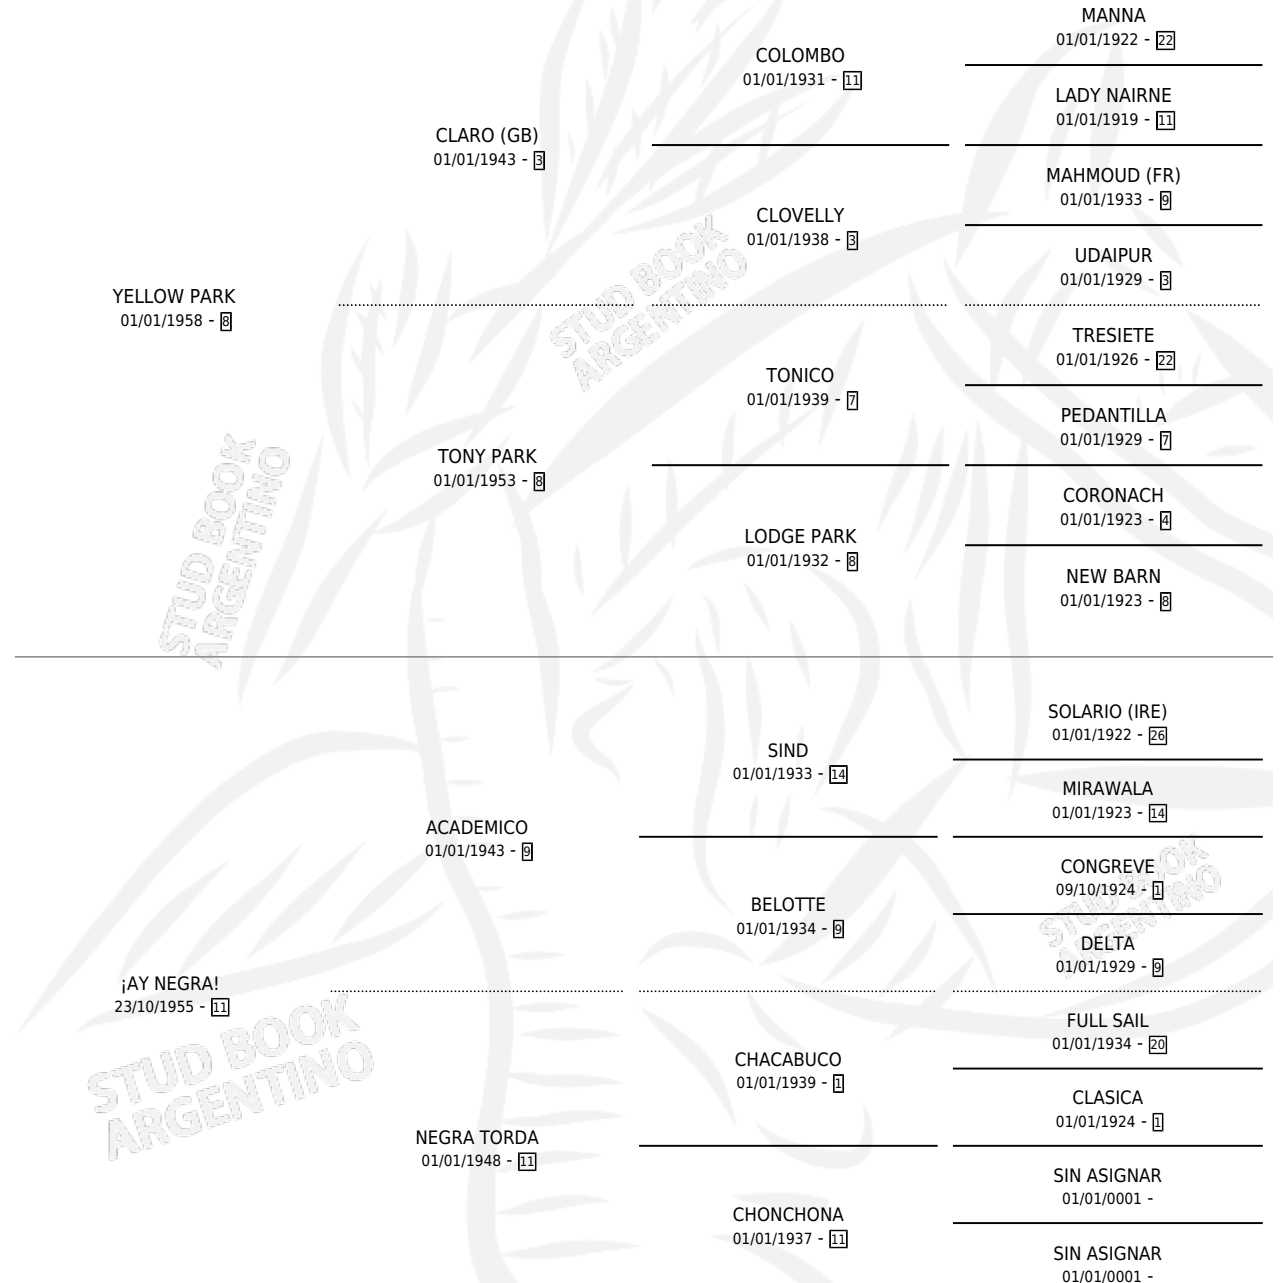 MANNA
01/01/1922 - 22
COLOMBO
01/01/1931 - 11
LADY NAIRNE
01/01/1919 - 11
CLARO (GB)
01/01/1943 - 3
MAHMOUD (FR)
01/01/1933 - 9
CLOVELLY
01/01/1938 - 3
UDAIPUR
01/01/1929 - 3
YELLOW PARK
01/01/1958 - 8
TRESIETE
01/01/1926 - 22
TONICO
01/01/1939 - 7
PEDANTILLA
01/01/1929 - 7
TONY PARK
01/01/1953 - 8
CORONACH
01/01/1923 - 4
LODGE PARK
01/01/1932 - 8
NEW BARN
01/01/1923 - 8
SOLARIO (IRE)
01/01/1922 - 26
SIND
01/01/1933 - 14
MIRAWALA
01/01/1923 - 14
ACADEMICO
01/01/1943 - 9
CONGREVE
09/10/1924 - 1
BELOTTE
01/01/1934 - 9
DELTA
01/01/1929 - 9
¡AY NEGRA!
23/10/1955 - 11
FULL SAIL
01/01/1934 - 20
CHACABUCO
01/01/1939 - 1
CLASICA
01/01/1924 - 1
NEGRA TORDA
01/01/1948 - 11
SIN ASIGNAR
01/01/0001 -
CHONCHONA
01/01/1937 - 11
SIN ASIGNAR
01/01/0001 -
STUD BOOK
ARGENTINO
STUD BOOK
ARGENTINO
STUD BOOK
ARGENTINO
STUD BOOK
ARGENTINO